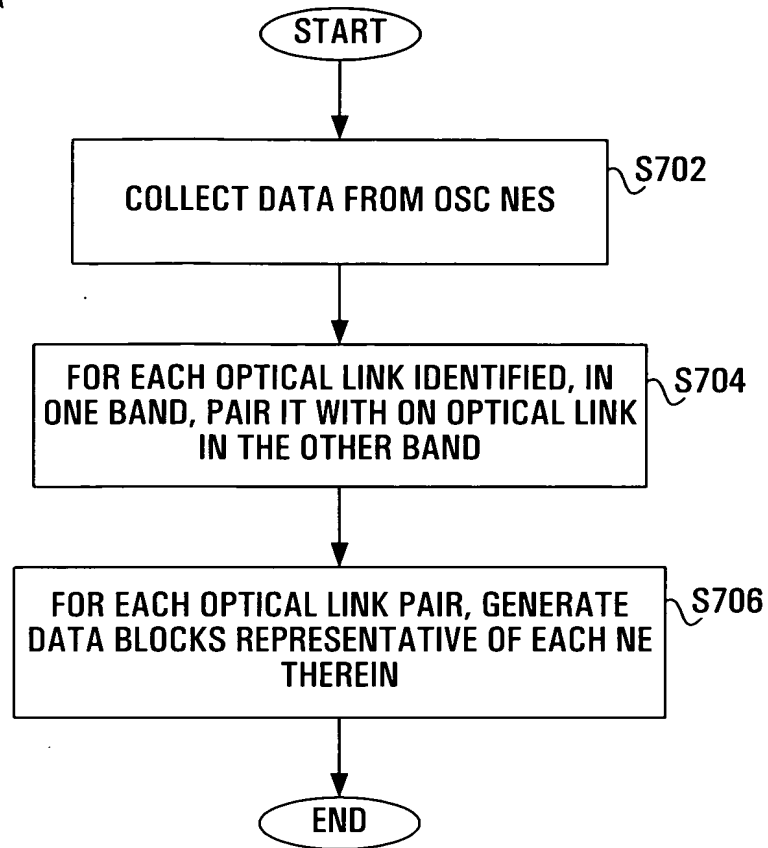 START
COLLECT DATA FROM OSC NES
S702
FOR EACH OPTICAL LINK IDENTIFIED, IN
ONE BAND, PAIR IT WITH ON OPTICAL LINK
IN THE OTHER BAND
S704
FOR EACH OPTICAL LINK PAIR, GENERATE
DATA BLOCKS REPRESENTATIVE OF EACH NE
THEREIN
S706
END